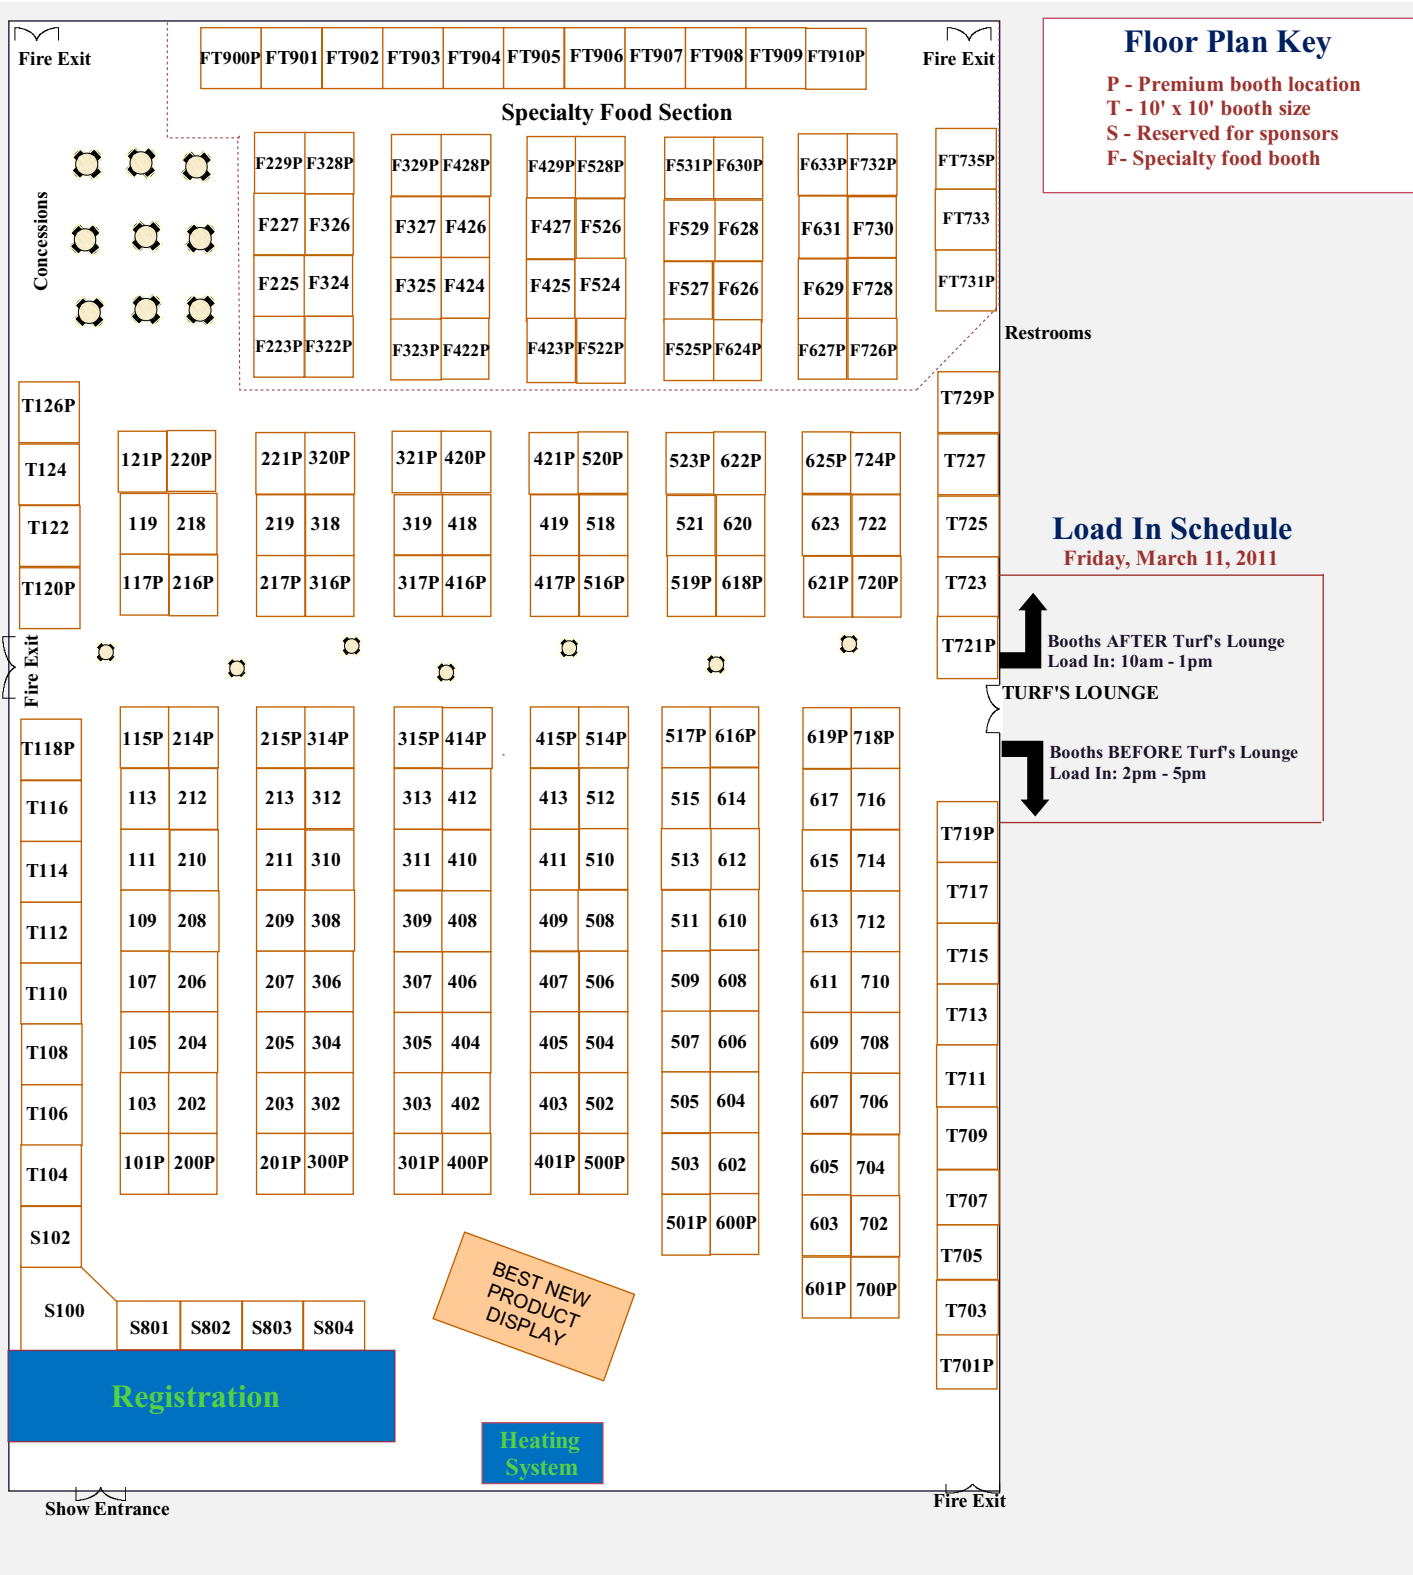 Fire Exit
FT900P FT901 FT902 FT903 FT904 FT905 FT906 FT907 FT908 FT909 FT910P
Fire Exit
Floor Plan Key
P - Premium booth location
T - 10' x 10' booth size
S - Reserved for sponsors
F- Specialty food booth
Specialty Food Section
Concessions
F229P F328P F329P F428P F429P F528P F531P F630P F633P F732P FT735P
F227 F326 F327 F426 F427 F526 F529 F628 F631 F730 FT733
F225 F324 F325 F424 F425 F524 F527 F626 F629 F728 FT731P
F223P F322P F323P F422P F423P F522P F525P F624P F627P F726P
Restrooms
T126P T729P
T124 121P 220P 221P 320P 321P 420P 421P 520P 523P 622P 625P 724P T727
T122 119 218 219 318 319 418 419 518 521 620 623 722 T725
T120P 117P 216P 217P 316P 317P 416P 417P 516P 519P 618P 621P 720P T723
Load In Schedule
Friday, March 11, 2011
T721P
Booths AFTER Turf's Lounge
Load In: 10am - 1pm
Fire Exit
TURF'S LOUNGE
Booths BEFORE Turf's Lounge
Load In: 2pm - 5pm
T118P 115P 214P 215P 314P 315P 414P 415P 514P 517P 616P 619P 718P
T116 113 212 213 312 313 412 413 512 515 614 617 716 T719P
T114 111 210 211 310 311 410 411 510 513 612 615 714 T717
T112 109 208 209 308 309 408 409 508 511 610 613 712 T715
T110 107 206 207 306 307 406 407 506 509 608 611 710 T713
T108 105 204 205 304 305 404 405 504 507 606 609 708 T711
T106 103 202 203 302 303 402 403 502 505 604 607 706 T709
T104 101P 200P 201P 300P 301P 400P 401P 500P 503 602 605 704 T707
S102 501P 600P 603 702 T705
601P 700P T703
S100 S801 S802 S803 S804
T701P
BEST NEW
PRODUCT
DISPLAY
Registration
Heating
System
Show Entrance
Fire Exit